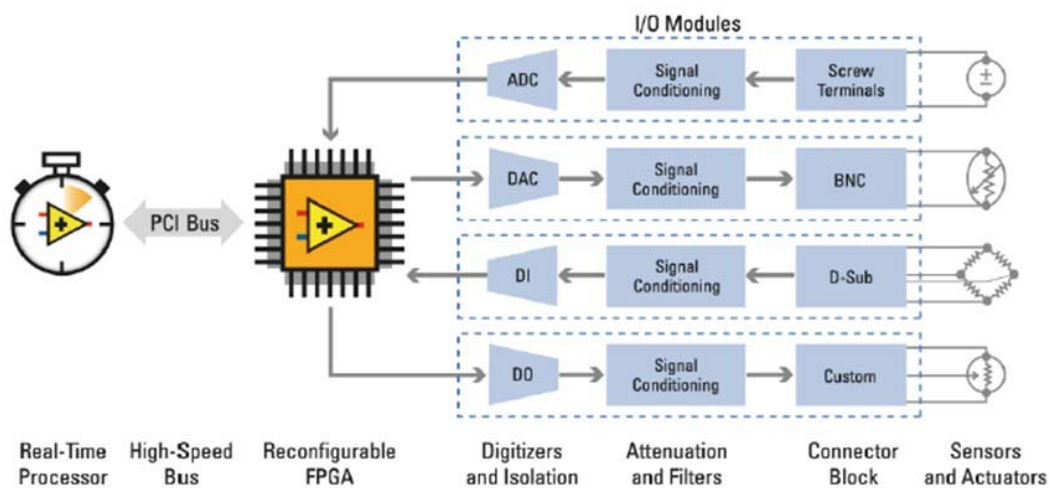 I/O Modules
ADC
Signal
Conditioning
Screw
Terminals
DAC
Signal
Conditioning
BNC
PCI Bus
DI
Signal
Conditioning
D-Sub
DO
Signal
Conditioning
Custom
Real-Time
Processor
High-Speed
Bus
Reconfigurable
FPGA
Digitizers
and Isolation
Attenuation
and Filters
Connector
Block
Sensors
and Actuators